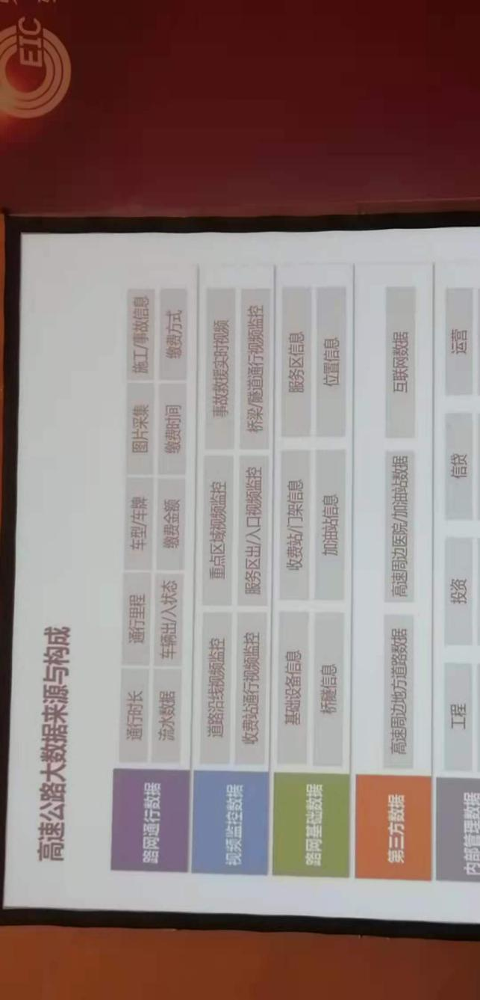 EIC
高速公路大数据来源与构成
路网通行数据
通行时长 通行里程 车型/车牌 图片采集 施工/事故信息
流水数据 车辆出/入状态 缴费金额 缴费时间 缴费方式
视频监控数据
道路沿线视频监控 重点区域视频监控 事故救援实时视频
收费站通行视频监控 服务区出/入口视频监控 桥梁/隧道通行视频监控
路网基础数据
基础设备信息 收费站/门架信息 服务区信息
桥隧信息 加油站信息 位置信息
第三方数据
高速周边地方道路数据 高速周边医院/加油站数据 互联网数据
内部管理数据
工程 投资 信贷 运营